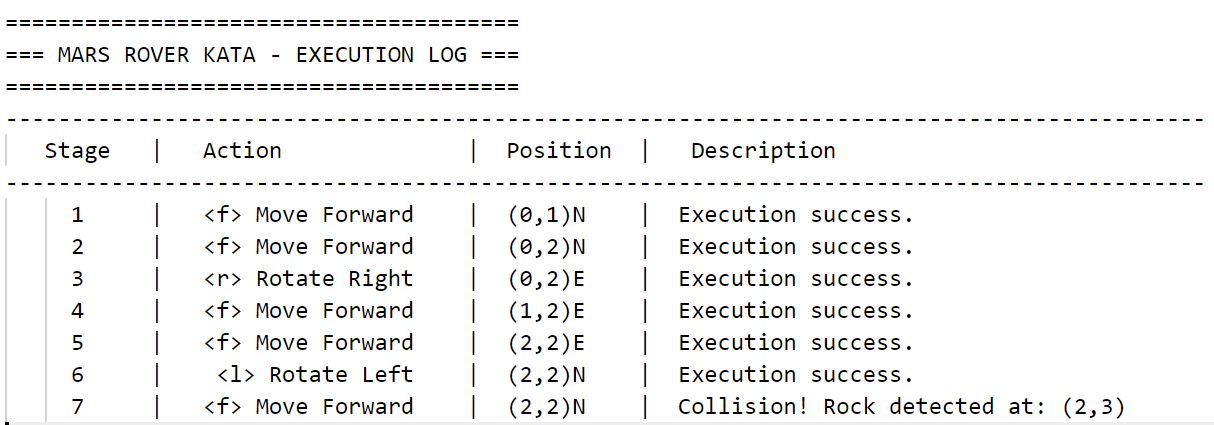 =======================================
=== MARS ROVER KATA - EXECUTION LOG ===
=======================================
-------------------------------------------------------------------------------------------
Stage | Action | Position | Description
-------------------------------------------------------------------------------------------
1 | <f> Move Forward | (0,1)N | Execution success.
2 | <f> Move Forward | (0,2)N | Execution success.
3 | <r> Rotate Right | (0,2)E | Execution success.
4 | <f> Move Forward | (1,2)E | Execution success.
5 | <f> Move Forward | (2,2)E | Execution success.
6 | <l> Rotate Left | (2,2)N | Execution success.
7 | <f> Move Forward | (2,2)N | Collision! Rock detected at: (2,3)